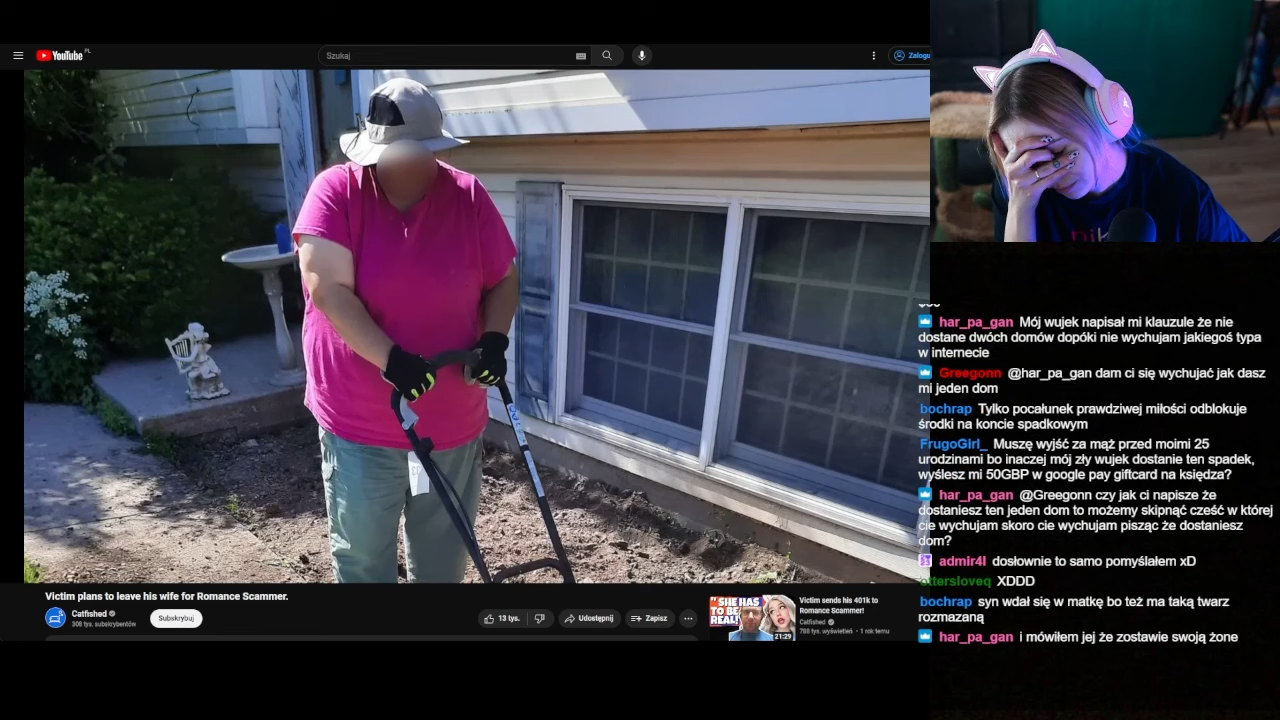 YouTube PL
Szukaj
Zalogu
Victim plans to leave his wife for Romance Scammer.
Catfished
308 tys. subskrybentów
Subskrybuj
13 tys.
Udostępnij
Zapisz
"SHE HAS
TO BE
REAL!"
21:29
Victim sends his 401k to
Romance Scammer!
Catfished
788 tys. wyświetleń • 1 rok temu
har_pa_gan Mój wujek napisał mi klauzule że nie
dostane dwóch domów dopóki nie wychujam jakiegoś typa
w internecie
Greegonn @har_pa_gan dam ci się wychujać jak dasz
mi jeden dom
bochrap Tylko pocałunek prawdziwej miłości odblokuje
środki na koncie spadkowym
FrugoGIrl_ Muszę wyjść za mąż przed moimi 25
urodzinami bo inaczej mój zły wujek dostanie ten spadek,
wyślesz mi 50GBP w google pay giftcard na księdza?
har_pa_gan @Greegonn czy jak ci napisze że
dostaniesz ten jeden dom to możemy skipnąć cześć w której
cie wychujam skoro cie wychujam pisząc że dostaniesz
dom?
admir4l dosłownie to samo pomyślałem xD
ottersloveq XDDD
bochrap syn wdał się w matkę bo też ma taką twarz
rozmazaną
har_pa_gan i mówiłem jej że zostawie swoją żone